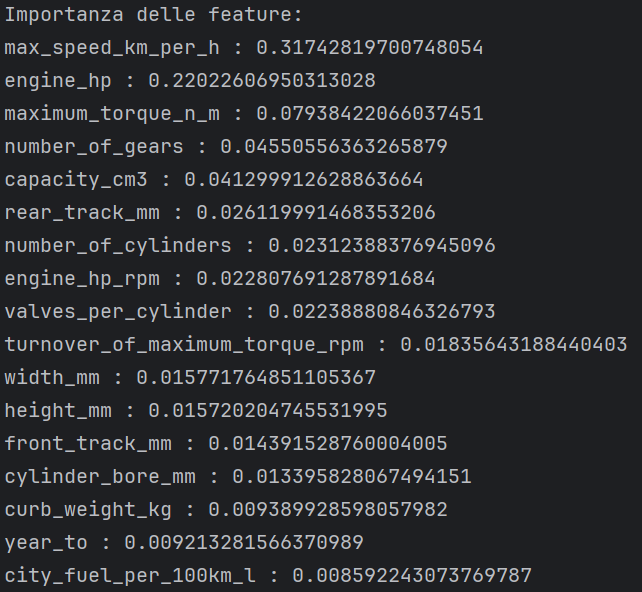 Importanza delle feature:
max_speed_km_per_h : 0.31742819700748054
engine_hp : 0.22022606950313028
maximum_torque_n_m : 0.07938422066037451
number_of_gears : 0.04550556363265879
capacity_cm3 : 0.041299912628863664
rear_track_mm : 0.026119991468353206
number_of_cylinders : 0.02312388376945096
engine_hp_rpm : 0.022807691287891684
valves_per_cylinder : 0.02238880846326793
turnover_of_maximum_torque_rpm : 0.01835643188440403
width_mm : 0.015771764851105367
height_mm : 0.015720204745531995
front_track_mm : 0.014391528760004005
cylinder_bore_mm : 0.013395828067494151
curb_weight_kg : 0.009389928598057982
year_to : 0.009213281566370989
city_fuel_per_100km_l : 0.008592243073769787